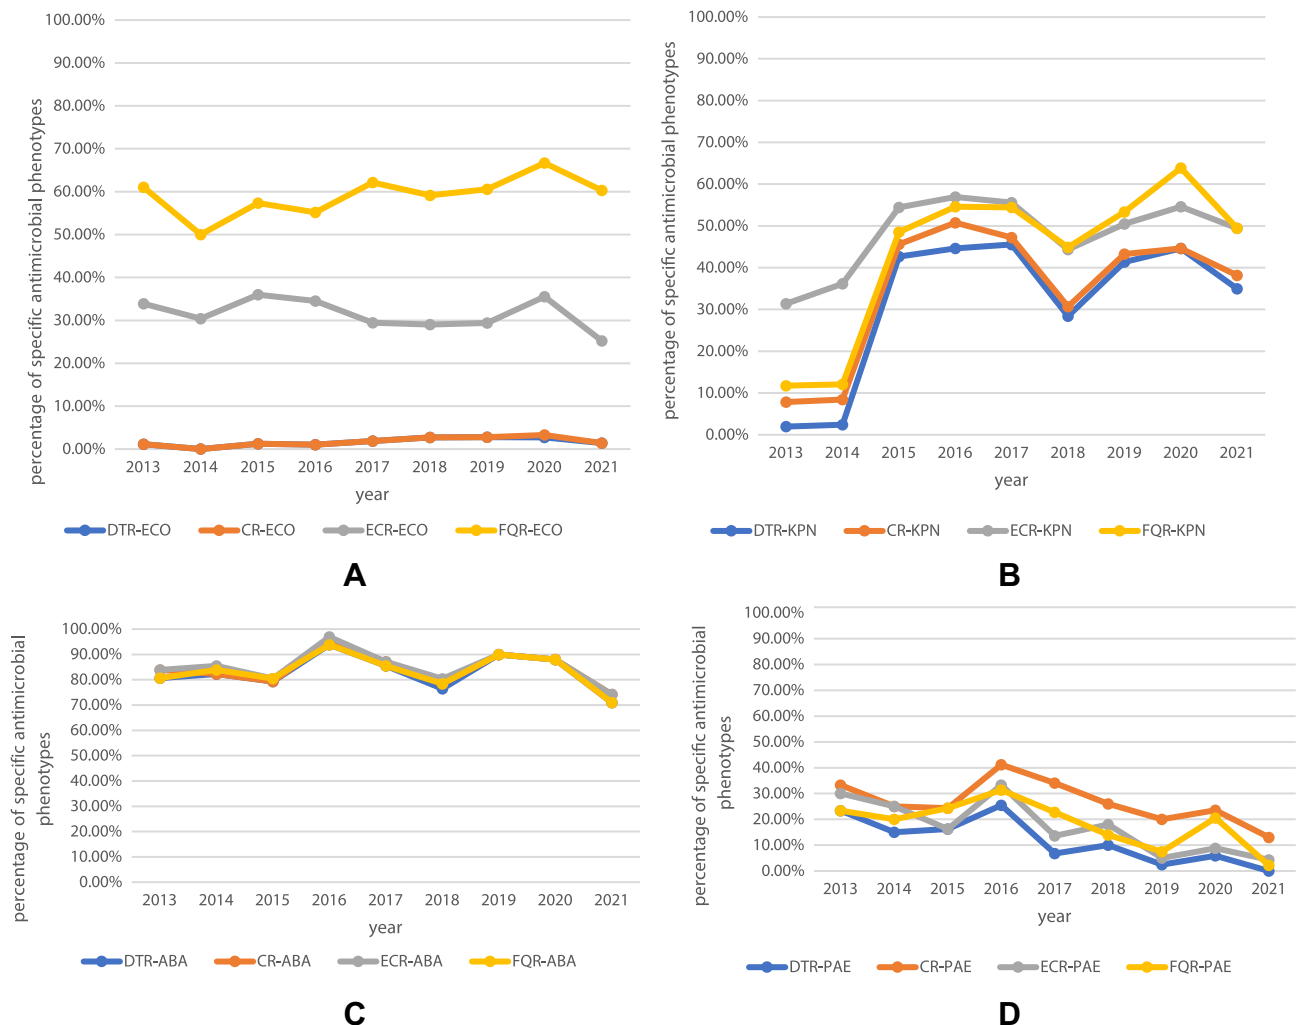 percentage of specific antimicrobial phenotypes
100.00%
90.00%
80.00%
70.00%
60.00%
50.00%
40.00%
30.00%
20.00%
10.00%
0.00%
2013 2014 2015 2016 2017 2018 2019 2020 2021
year
DTR-ECO CR-ECO ECR-ECO FQR-ECO
A
percentage of specific antimicrobial phenotypes
100.00%
90.00%
80.00%
70.00%
60.00%
50.00%
40.00%
30.00%
20.00%
10.00%
0.00%
2013 2014 2015 2016 2017 2018 2019 2020 2021
year
DTR-KPN CR-KPN ECR-KPN FQR-KPN
B
percentage of specific antimicrobial
phenotypes
100.00%
90.00%
80.00%
70.00%
60.00%
50.00%
40.00%
30.00%
20.00%
10.00%
0.00%
2013 2014 2015 2016 2017 2018 2019 2020 2021
year
DTR-ABA CR-ABA ECR-ABA FQR-ABA
C
percentage of specific antimicrobial
phenotypes
100.00%
90.00%
80.00%
70.00%
60.00%
50.00%
40.00%
30.00%
20.00%
10.00%
0.00%
2013 2014 2015 2016 2017 2018 2019 2020 2021
year
DTR-PAE CR-PAE ECR-PAE FQR-PAE
D